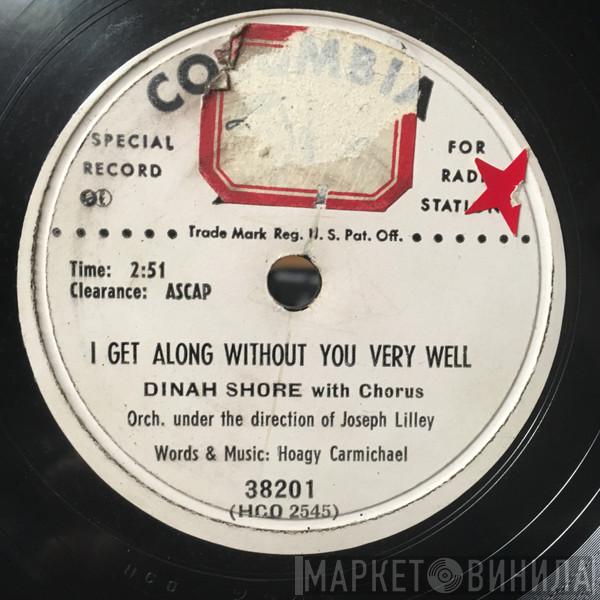 SPECIAL
RECORD
FOR
STATION
Trade Mark Reg. U. S. Pat. Off.
Time: 2:51
Clearance: ASCAP
I GET ALONG WITHOUT YOU VERY WELL
DINAH SHORE with Chorus
Orch. under the direction of Joseph Lilley
Words & Music: Hoagy Carmichael
38201
(HCO 2545)
HCO
МАРКЕТ ВИНИЛА